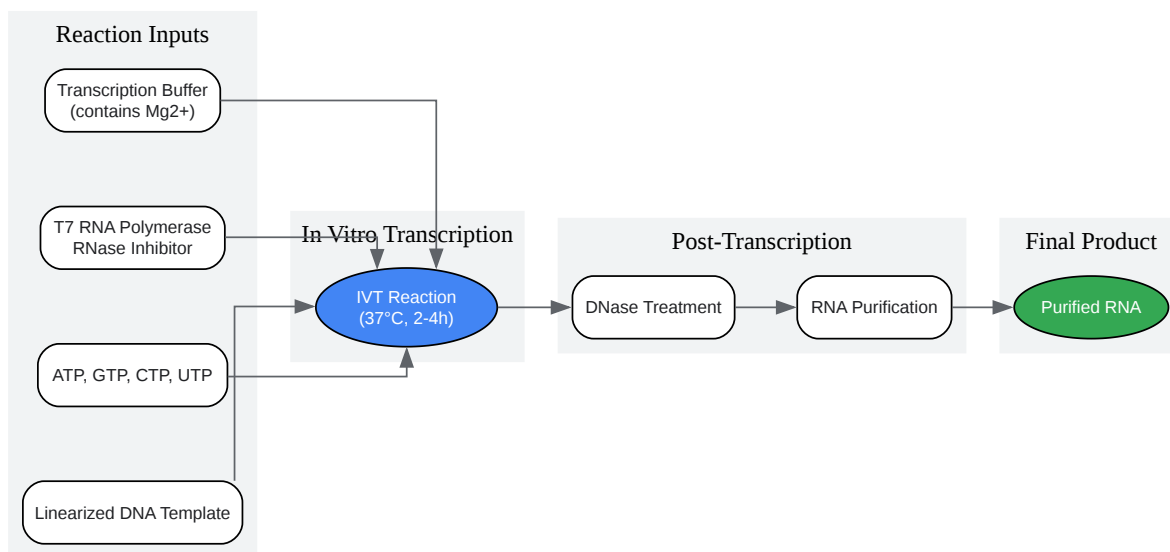 Reaction Inputs
Transcription Buffer
(contains Mg2+)
T7 RNA Polymerase
RNase Inhibitor
ATP, GTP, CTP, UTP
Linearized DNA Template
In Vitro Transcription
IVT Reaction
(37°C, 2-4h)
Post-Transcription
DNase Treatment
RNA Purification
Final Product
Purified RNA